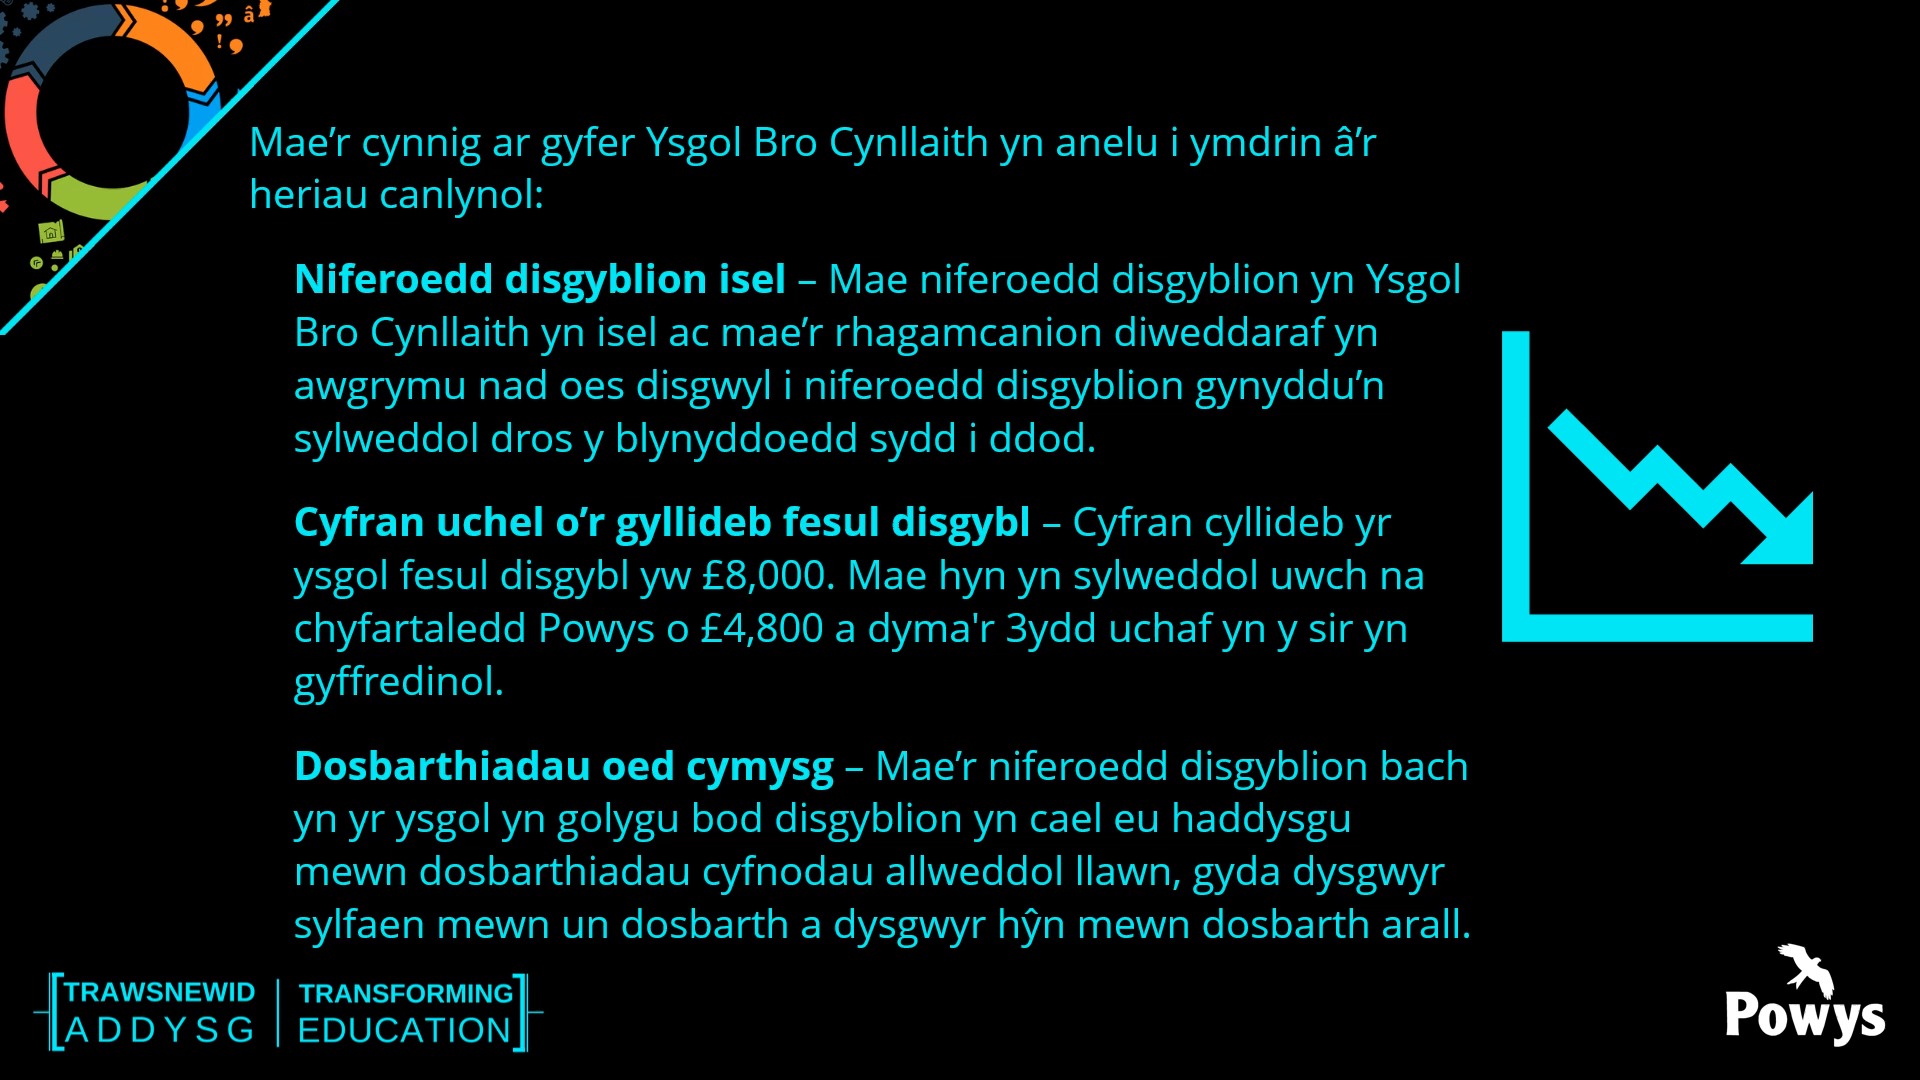 Mae’r cynnig ar gyfer Ysgol Bro Cynllaith yn anelu i ymdrin â’r
heriau canlynol:
Niferoedd disgyblion isel – Mae niferoedd disgyblion yn Ysgol
Bro Cynllaith yn isel ac mae’r rhagamcanion diweddaraf yn
awgrymu nad oes disgwyl i niferoedd disgyblion gynyddu’n
sylweddol dros y blynyddoedd sydd i ddod.
Cyfran uchel o’r gyllideb fesul disgybl – Cyfran cyllideb yr
ysgol fesul disgybl yw £8,000. Mae hyn yn sylweddol uwch na
chyfartaledd Powys o £4,800 a dyma'r 3ydd uchaf yn y sir yn
gyffredinol.
Dosbarthiadau oed cymysg – Mae’r niferoedd disgyblion bach
yn yr ysgol yn golygu bod disgyblion yn cael eu haddysgu
mewn dosbarthiadau cyfnodau allweddol llawn, gyda dysgwyr
sylfaen mewn un dosbarth a dysgwyr hŷn mewn dosbarth arall.
TRAWSNEWID
ADDYSG
TRANSFORMING
EDUCATION
Powys